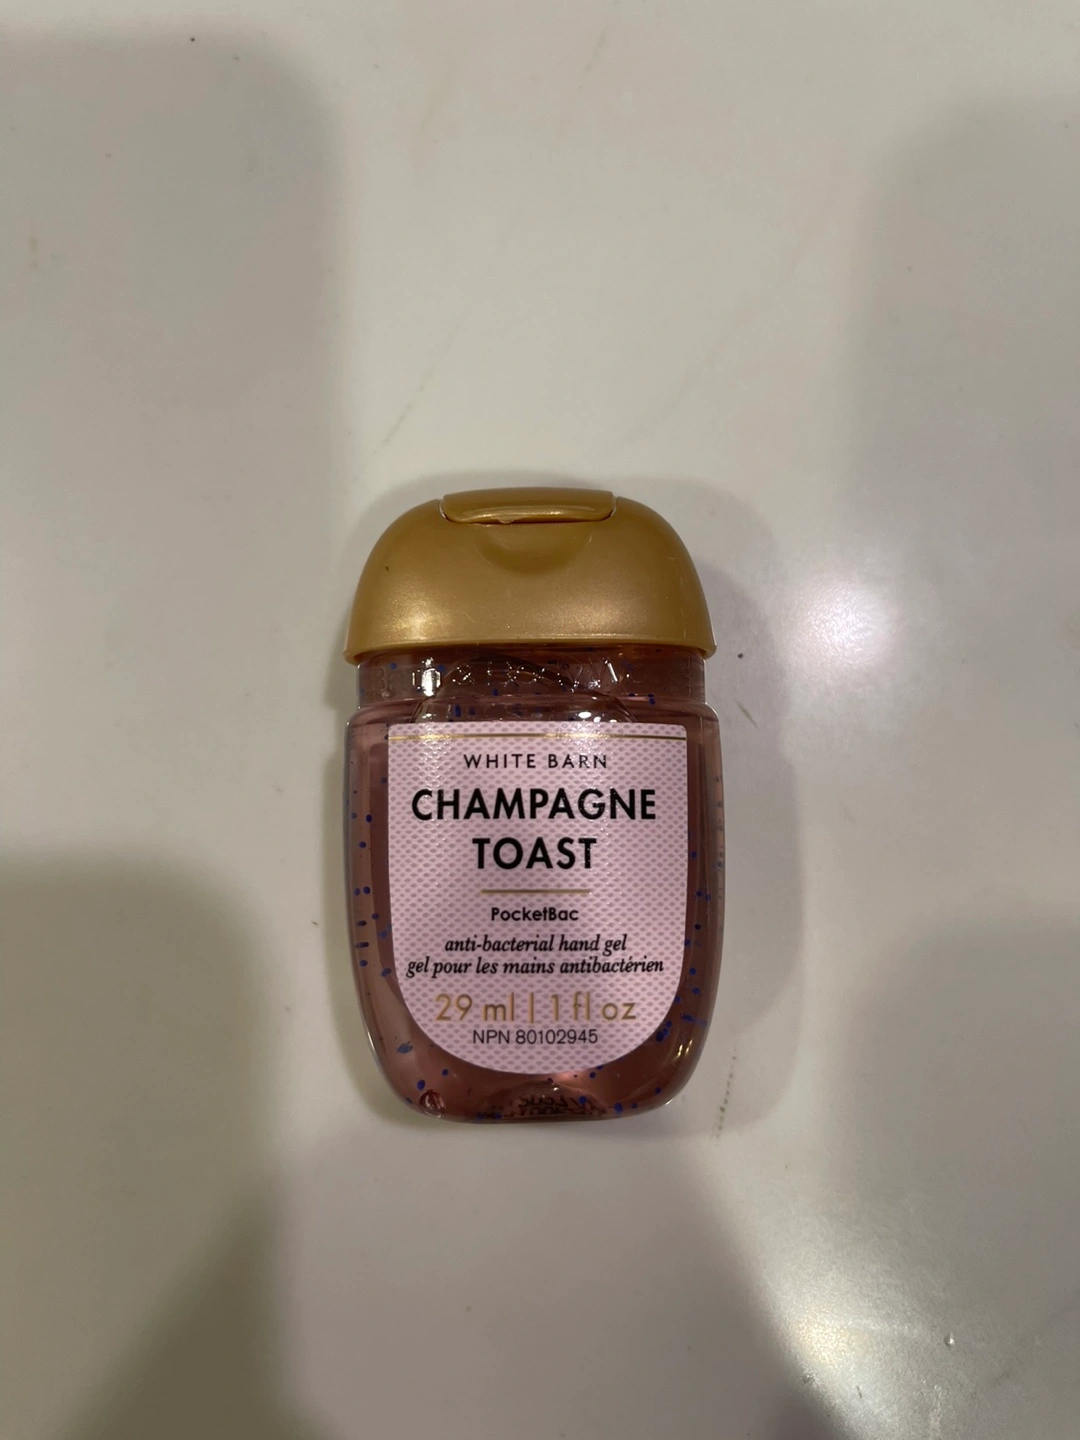 WHITE BARN
CHAMPAGNE
TOAST
PocketBac
anti-bacterial hand gel
gel pour les mains antibactérien
29 ml | 1 fl oz
NPN 80102945